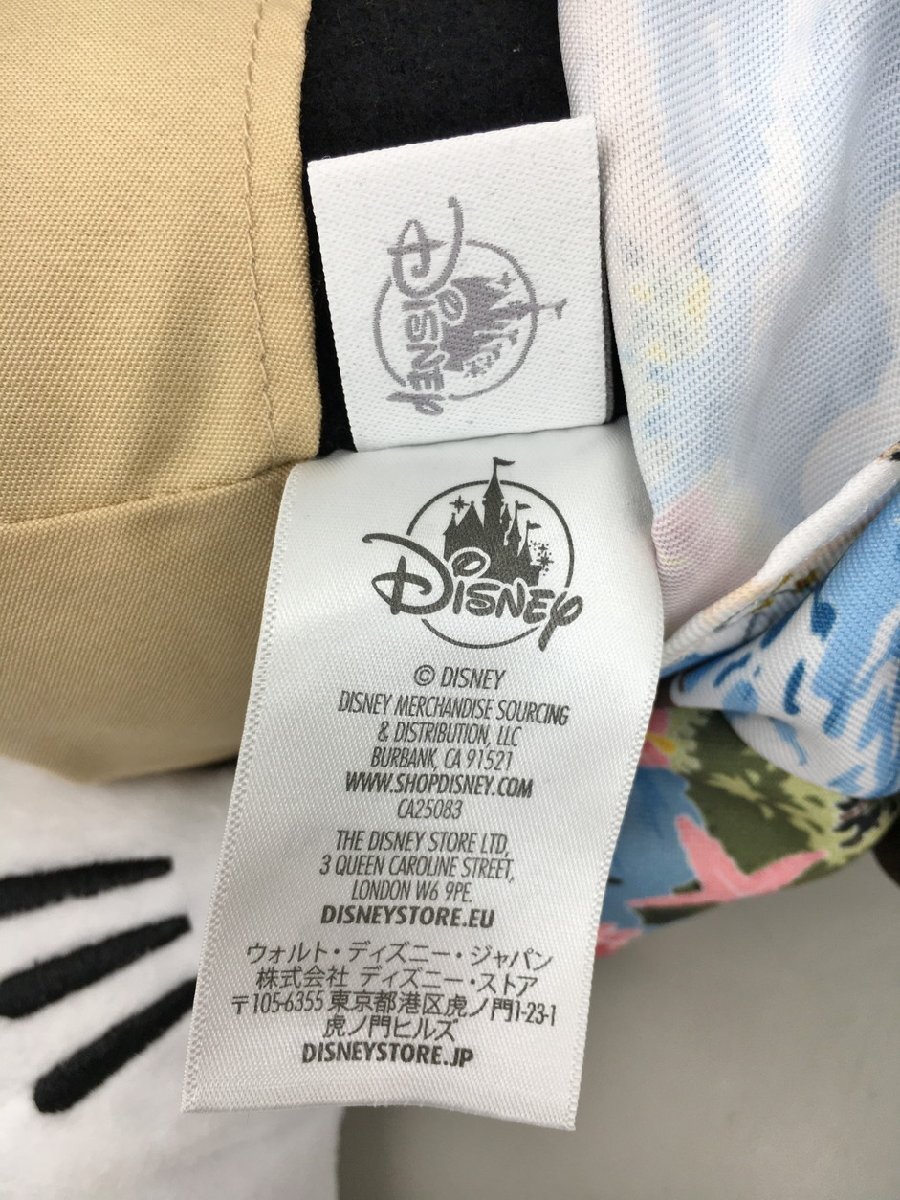 Disney
Disney
© DISNEY
DISNEY MERCHANDISE SOURCING
& DISTRIBUTION, LLC
BURBANK, CA 91521
WWW.SHOPDISNEY.COM
CA25083
THE DISNEY STORE LTD,
3 QUEEN CAROLINE STREET,
LONDON W6 9PE.
DISNEYSTORE.EU
ウォルト・ディズニー・ジャパン
株式会社 ディズニー・ストア
〒105-6355 東京都港区虎ノ門1-23-1
虎ノ門ヒルズ
DISNEYSTORE.JP